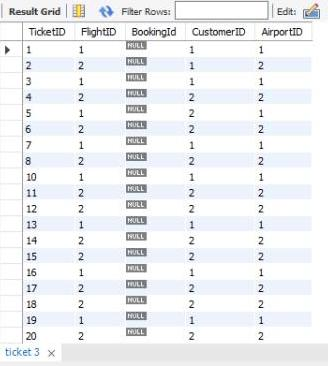 Result Grid Filter Rows: Edit:
TicketID FlightID BookingId CustomerID AirportID
1 1 NULL 1 1
2 2 NULL 1 2
3 1 NULL 1 1
4 2 NULL 2 2
5 1 NULL 2 1
6 2 NULL 2 2
7 1 NULL 1 1
8 2 NULL 2 2
10 1 NULL 1 1
11 2 NULL 2 2
12 2 NULL 2 2
13 1 NULL 1 1
14 2 NULL 2 2
15 2 NULL 2 2
16 1 NULL 1 1
17 2 NULL 2 2
18 2 NULL 2 2
19 1 NULL 1 1
20 2 NULL 2 2
ticket 3 ×